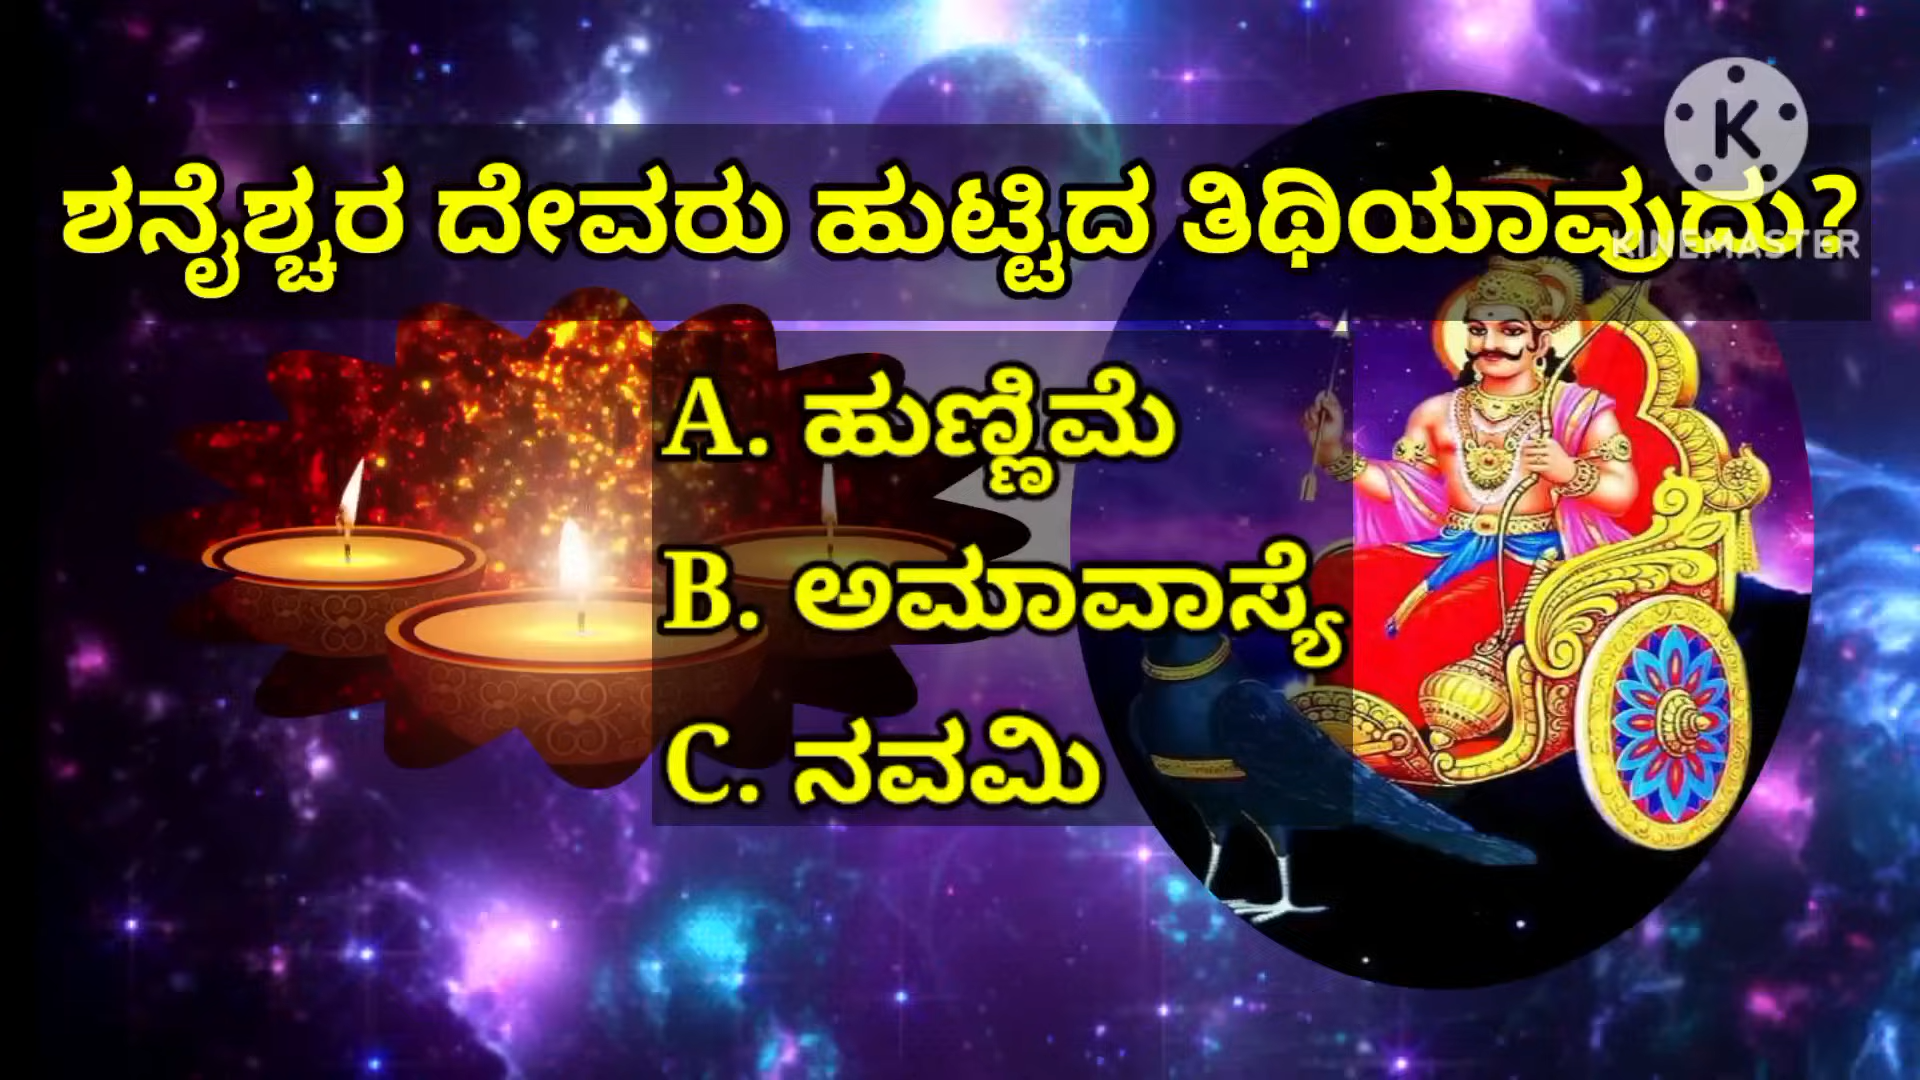 K
ಶನೈಶ್ಚರ ದೇವರು ಹುಟ್ಟಿದ ತಿಥಿಯಾವುದು?
KINEMASTER
A. ಹುಣ್ಣಿಮೆ
B. ಅಮಾವಾಸ್ಯೆ
C. ನವಮಿ